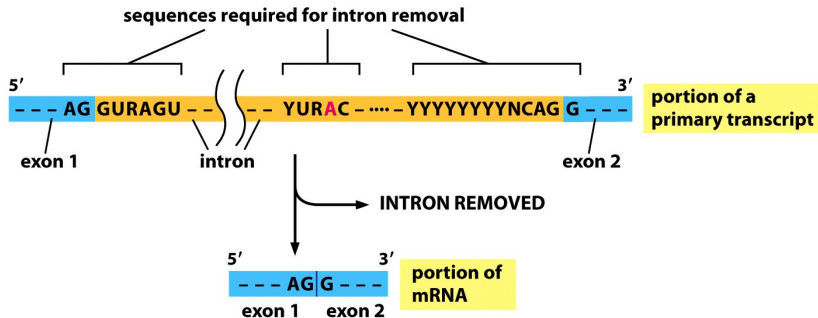 sequences required for intron removal
5′ 3′
– – – AG GURAGU – – – – YURAC – ···· – YYYYYYYYNCAG G – – – –
portion of a
primary transcript
exon 1 intron exon 2
INTRON REMOVED
5′ 3′
– – – – AG G – – – –
portion of
mRNA
exon 1 exon 2